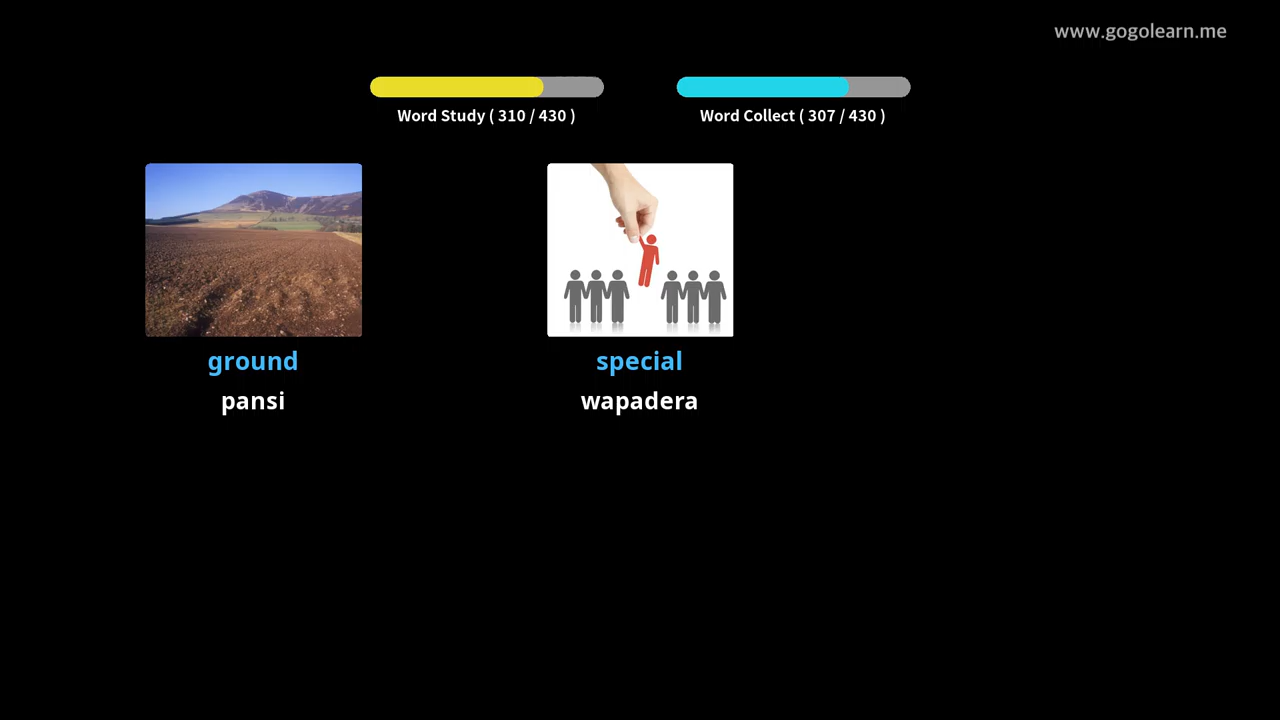 www.gogolearn.me
Word Study ( 310 / 430 )
Word Collect ( 307 / 430 )
ground
pansi
special
wapadera